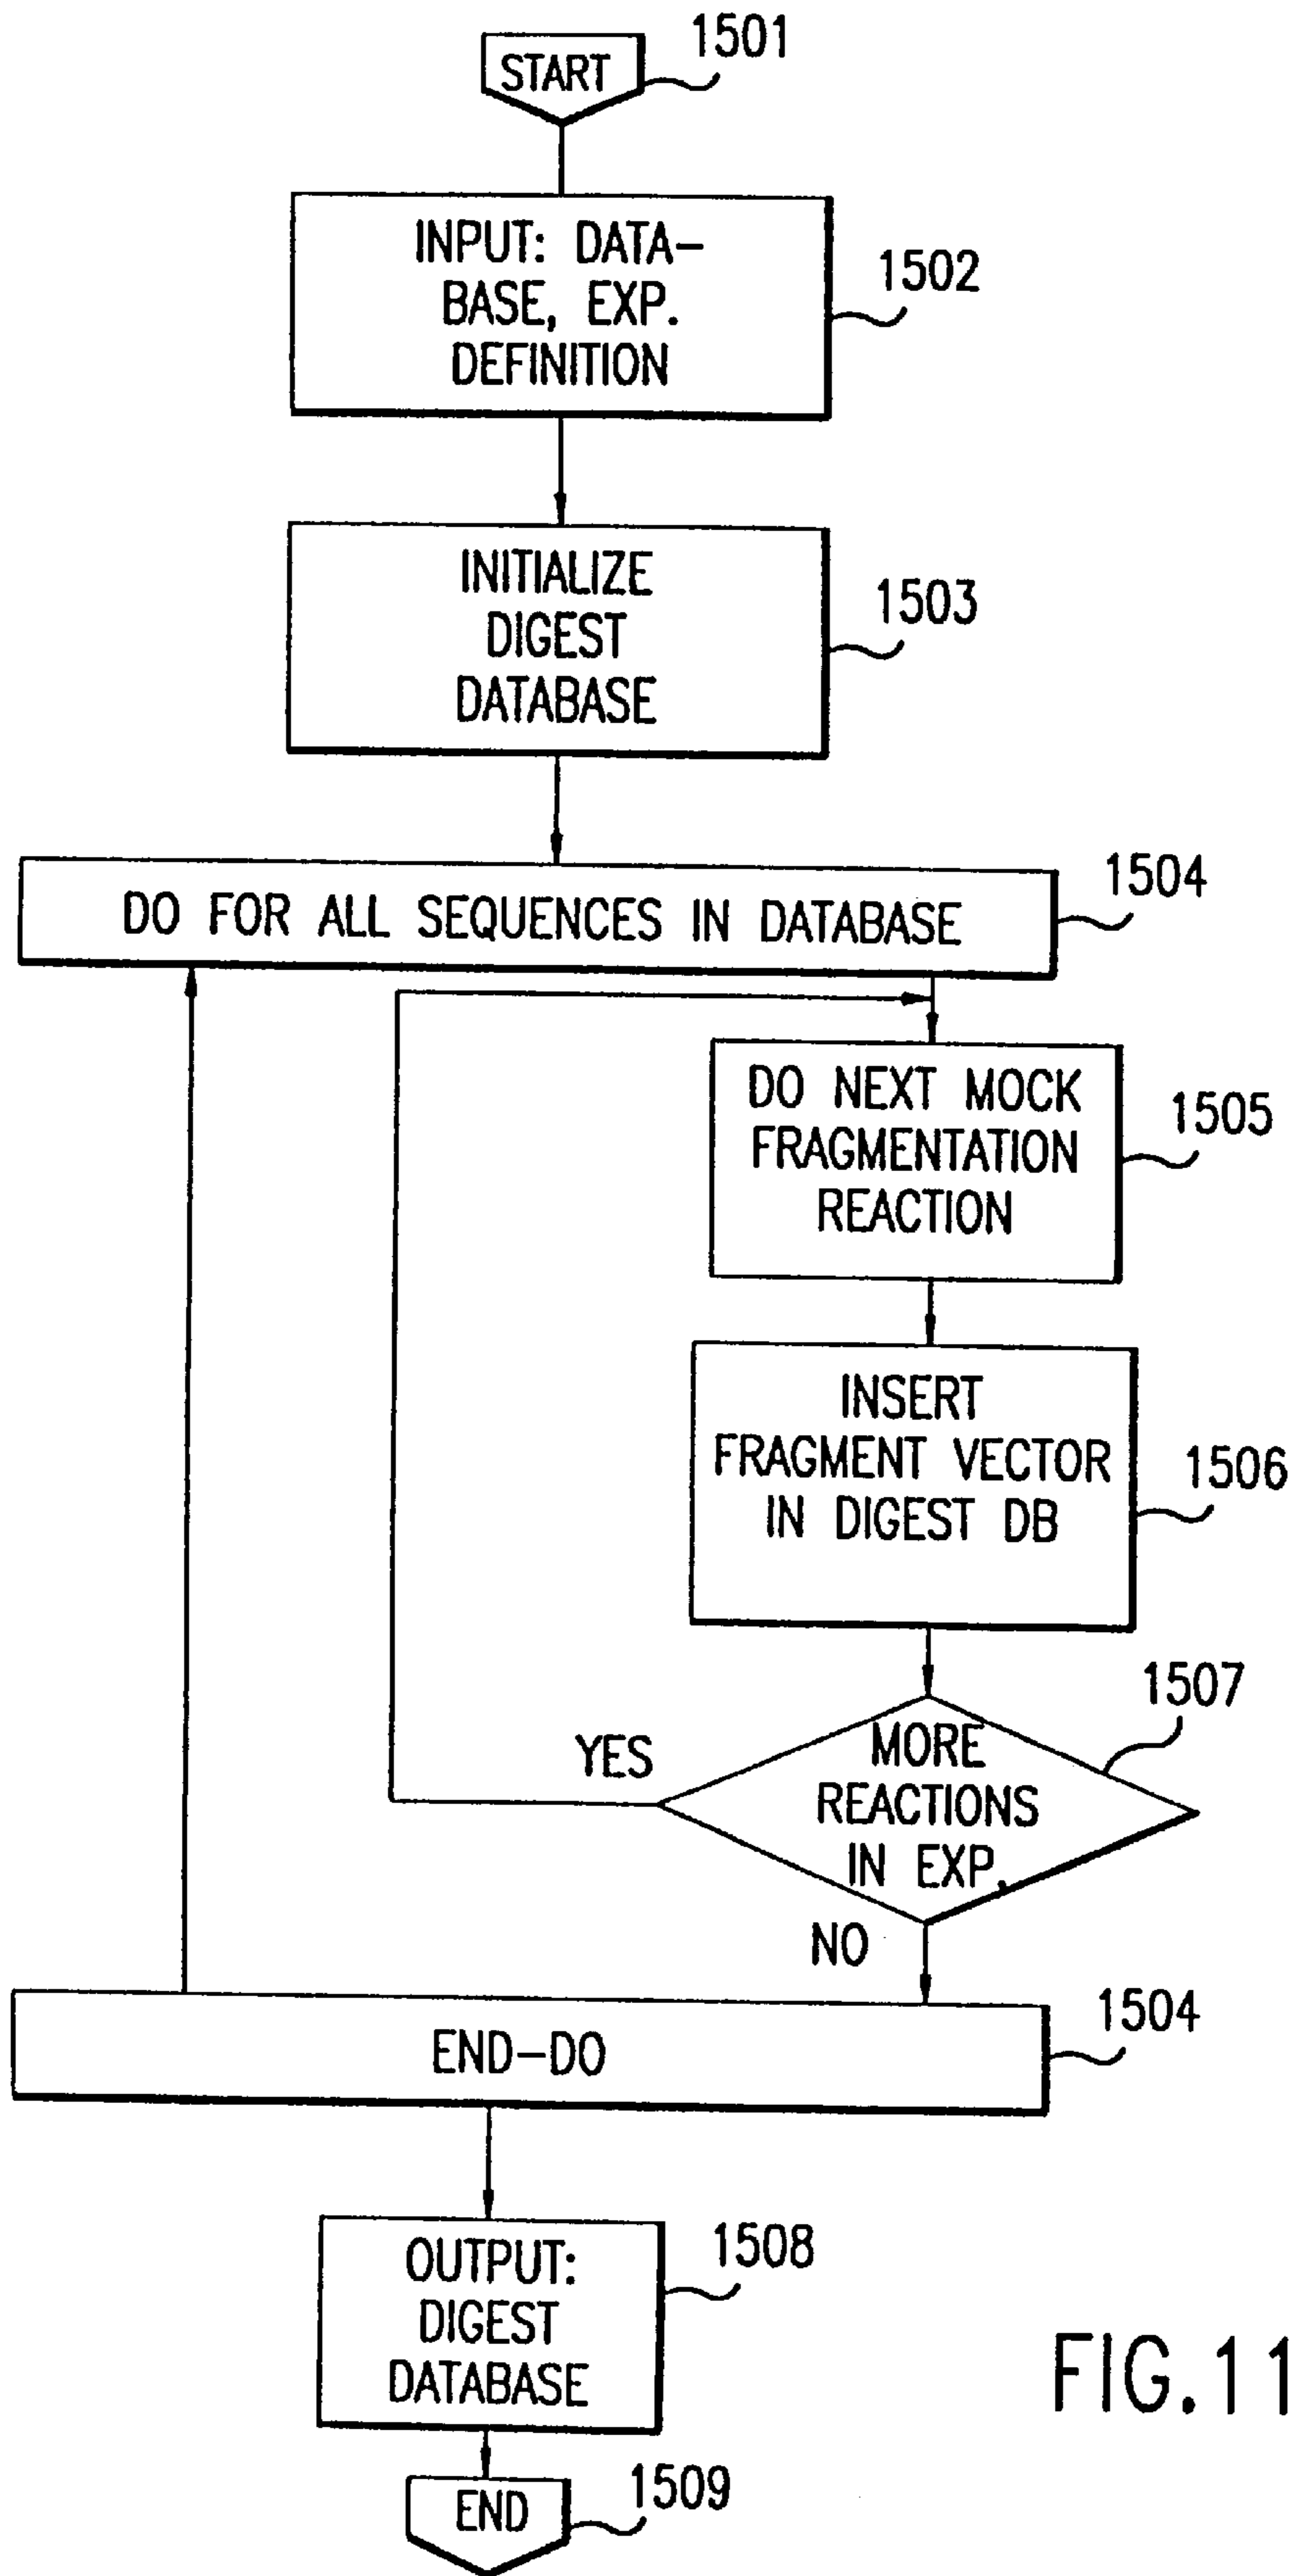 START
1501
INPUT: DATA-
BASE, EXP.
DEFINITION
1502
INITIALIZE
DIGEST
DATABASE
1503
DO FOR ALL SEQUENCES IN DATABASE
1504
DO NEXT MOCK
FRAGMENTATION
REACTION
1505
INSERT
FRAGMENT VECTOR
IN DIGEST DB
1506
MORE
REACTIONS
IN EXP.
1507
YES
NO
END-DO
1504
OUTPUT:
DIGEST
DATABASE
1508
END
1509
FIG.11